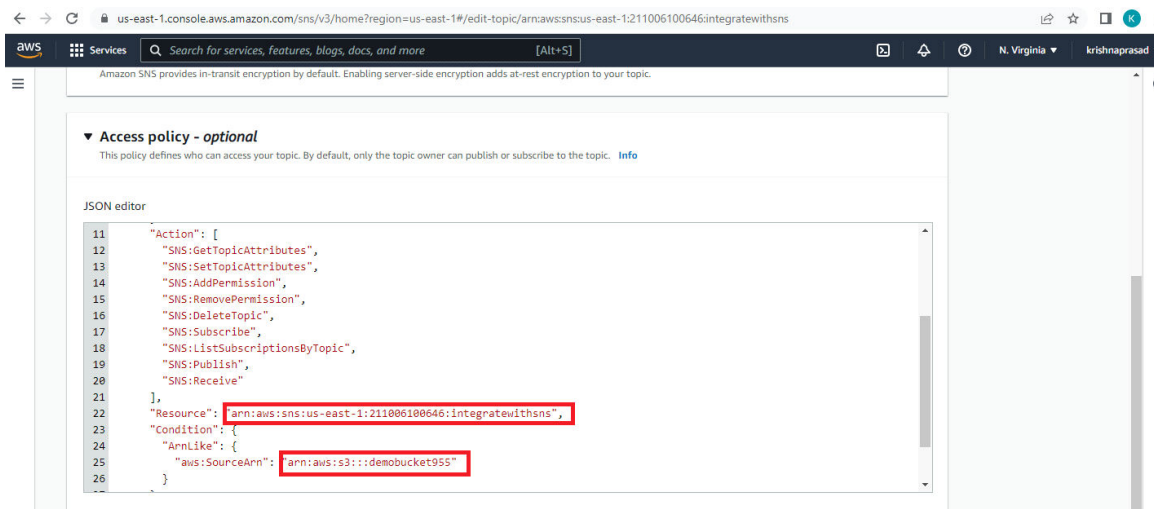 us-east-1.console.aws.amazon.com/sns/v3/home?region=us-east-1#/edit-topic/arn:aws:sns:us-east-1:211006100646:integratewithsns
K
aws Services Search for services, features, blogs, docs, and more [Alt+S] N. Virginia ▼ krishnaprasad
Amazon SNS provides in-transit encryption by default. Enabling server-side encryption adds at-rest encryption to your topic.
▼ Access policy - optional
This policy defines who can access your topic. By default, only the topic owner can publish or subscribe to the topic. Info
JSON editor
11 "Action": [
12 "SNS:GetTopicAttributes",
13 "SNS:SetTopicAttributes",
14 "SNS:AddPermission",
15 "SNS:RemovePermission",
16 "SNS:DeleteTopic",
17 "SNS:Subscribe",
18 "SNS:ListSubscriptionsByTopic",
19 "SNS:Publish",
20 "SNS:Receive"
21 ],
22 "Resource": "arn:aws:sns:us-east-1:211006100646:integratewithsns",
23 "Condition": {
24 "ArnLike": {
25 "aws:SourceArn": "arn:aws:s3:::demobucket955"
26 }